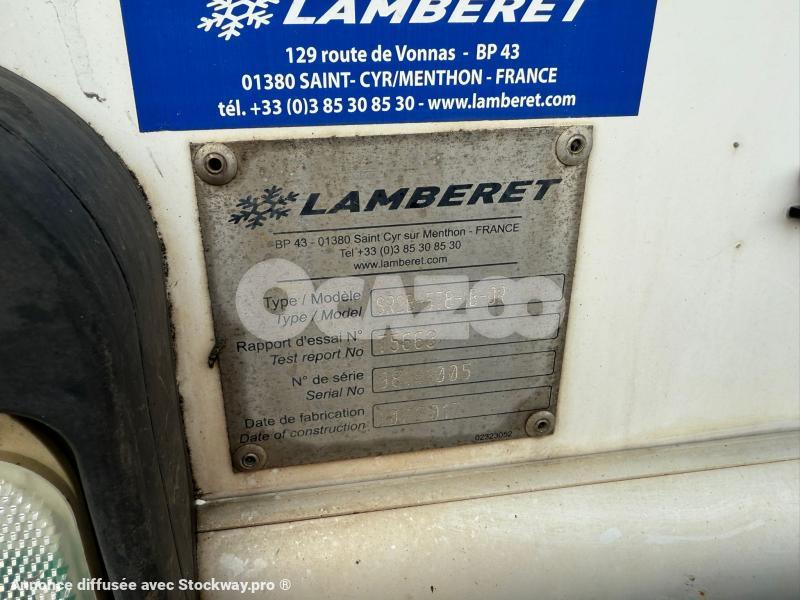 LAMBERET
129 route de Vonnas - BP 43
01380 SAINT- CYR/MENTHON - FRANCE
tél. +33 (0)3 85 30 85 30 - www.lamberet.com
LAMBERET
BP 43 - 01380 Saint Cyr sur Menthon - FRANCE
Tel +33 (0)3 85 30 85 30
www.lamberet.com
OCAZOO
Type / Modèle
Type / Model
Rapport d'essai N°
Test report No
N° de série
Serial No
Date de fabrication
Date of construction
02323052
Annonce diffusée avec Stockway.pro ®